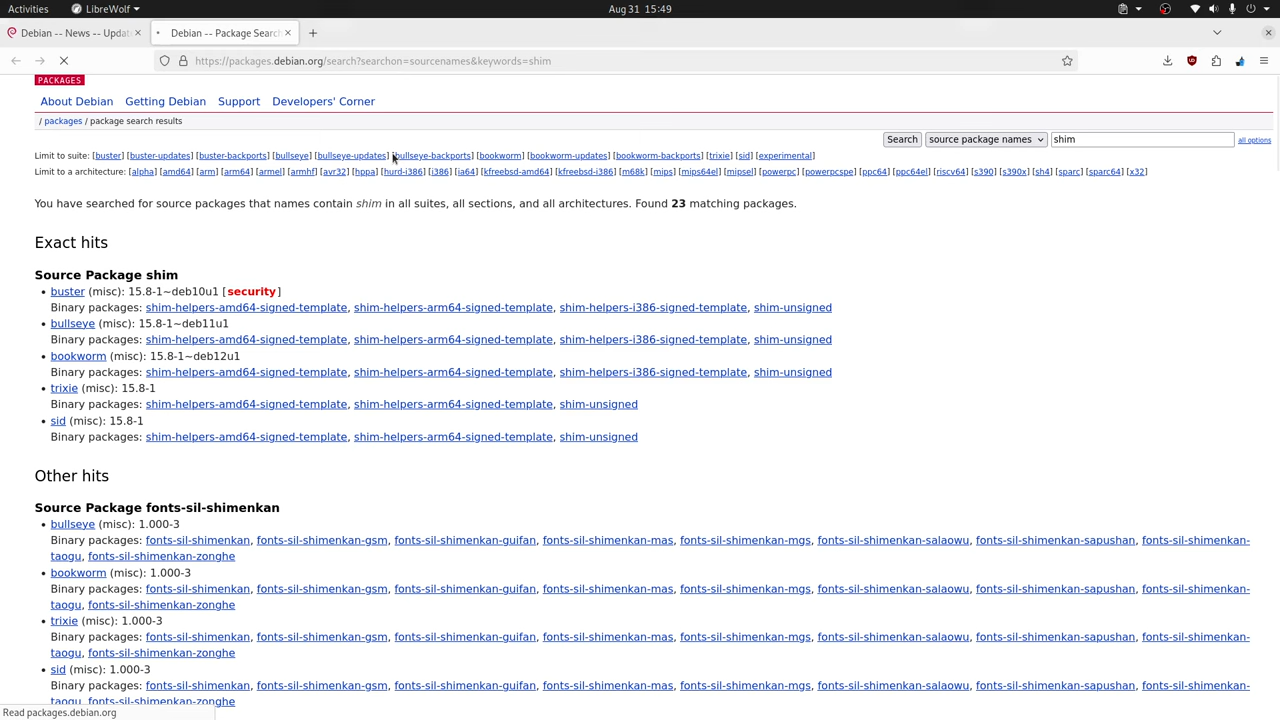 Activities LibreWolf Aug 31 15:49
Debian -- News -- Updat Debian -- Package Searc
https://packages.debian.org/search?searchon=sourcenames&keywords=shim
PACKAGES
About Debian Getting Debian Support Developers' Corner
/ packages / package search results
Search source package names shim all options
Limit to suite: [buster] [buster-updates] [buster-backports] [bullseye] [bullseye-updates] [bullseye-backports] [bookworm] [bookworm-updates] [bookworm-backports] [trixie] [sid] [experimental]
Limit to a architecture: [alpha] [amd64] [arm] [arm64] [armel] [armhf] [avr32] [hppa] [hurd-i386] [i386] [ia64] [kfreebsd-amd64] [kfreebsd-i386] [m68k] [mips] [mips64el] [mipsel] [powerpc] [powerpcspe] [ppc64] [ppc64el] [riscv64] [s390] [s390x] [sh4] [sparc] [sparc64] [x32]
You have searched for source packages that names contain shim in all suites, all sections, and all architectures. Found 23 matching packages.
Exact hits
Source Package shim
• buster (misc): 15.8-1~deb10u1 [security]
Binary packages: shim-helpers-amd64-signed-template, shim-helpers-arm64-signed-template, shim-helpers-i386-signed-template, shim-unsigned
• bullseye (misc): 15.8-1~deb11u1
Binary packages: shim-helpers-amd64-signed-template, shim-helpers-arm64-signed-template, shim-helpers-i386-signed-template, shim-unsigned
• bookworm (misc): 15.8-1~deb12u1
Binary packages: shim-helpers-amd64-signed-template, shim-helpers-arm64-signed-template, shim-helpers-i386-signed-template, shim-unsigned
• trixie (misc): 15.8-1
Binary packages: shim-helpers-amd64-signed-template, shim-helpers-arm64-signed-template, shim-unsigned
• sid (misc): 15.8-1
Binary packages: shim-helpers-amd64-signed-template, shim-helpers-arm64-signed-template, shim-unsigned
Other hits
Source Package fonts-sil-shimenkan
• bullseye (misc): 1.000-3
Binary packages: fonts-sil-shimenkan, fonts-sil-shimenkan-gsm, fonts-sil-shimenkan-guifan, fonts-sil-shimenkan-mas, fonts-sil-shimenkan-mgs, fonts-sil-shimenkan-salaowu, fonts-sil-shimenkan-sapushan, fonts-sil-shimenkan-
taogu, fonts-sil-shimenkan-zonghe
• bookworm (misc): 1.000-3
Binary packages: fonts-sil-shimenkan, fonts-sil-shimenkan-gsm, fonts-sil-shimenkan-guifan, fonts-sil-shimenkan-mas, fonts-sil-shimenkan-mgs, fonts-sil-shimenkan-salaowu, fonts-sil-shimenkan-sapushan, fonts-sil-shimenkan-
taogu, fonts-sil-shimenkan-zonghe
• trixie (misc): 1.000-3
Binary packages: fonts-sil-shimenkan, fonts-sil-shimenkan-gsm, fonts-sil-shimenkan-guifan, fonts-sil-shimenkan-mas, fonts-sil-shimenkan-mgs, fonts-sil-shimenkan-salaowu, fonts-sil-shimenkan-sapushan, fonts-sil-shimenkan-
taogu, fonts-sil-shimenkan-zonghe
• sid (misc): 1.000-3
Binary packages: fonts-sil-shimenkan, fonts-sil-shimenkan-gsm, fonts-sil-shimenkan-guifan, fonts-sil-shimenkan-mas, fonts-sil-shimenkan-mgs, fonts-sil-shimenkan-salaowu, fonts-sil-shimenkan-sapushan, fonts-sil-shimenkan-
taogu, fonts-sil-shimenkan-zonghe
Read packages.debian.org